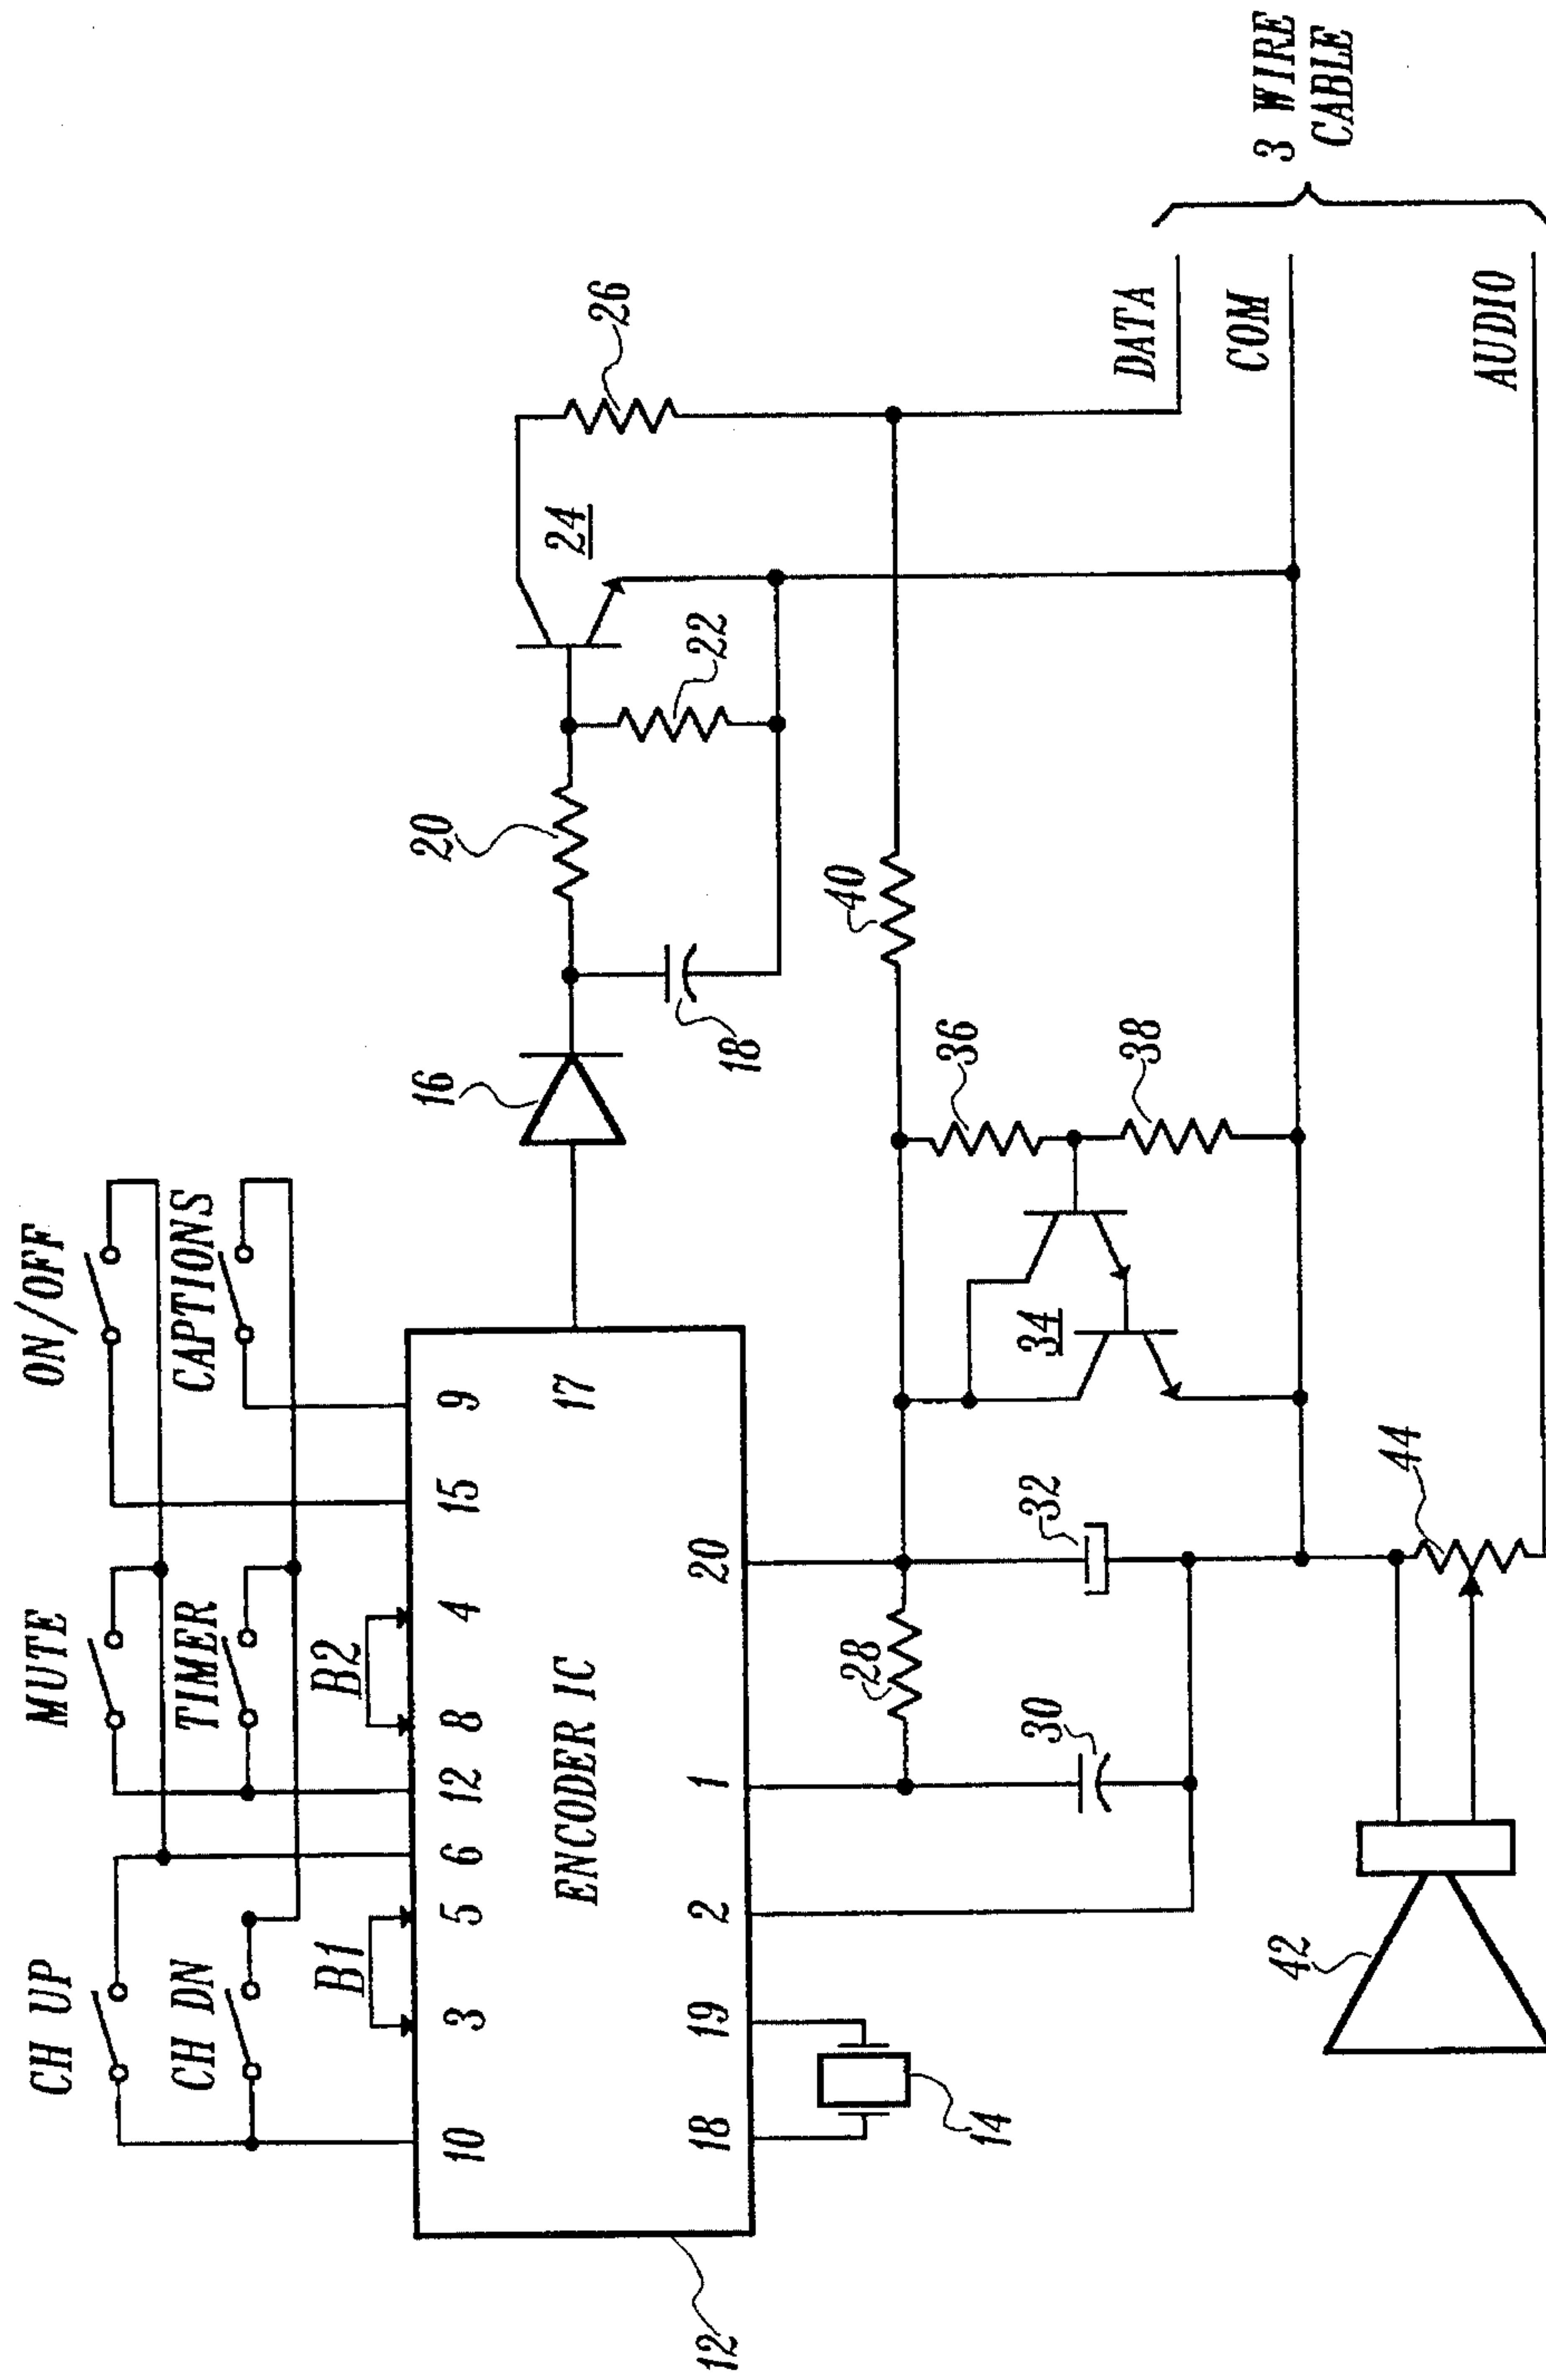 CH UP
MUTE
ON/OFF
CH DN
TIMER
CAPTIONS
B1
B2
10
3
5
6
12
8
4
15
9
17
16
18
20
22
24
26
ENCODER IC
18
19
2
1
20
12
14
28
30
32
34
36
38
40
42
44
DATA
COM
AUDIO
3 WIRE
CABLE